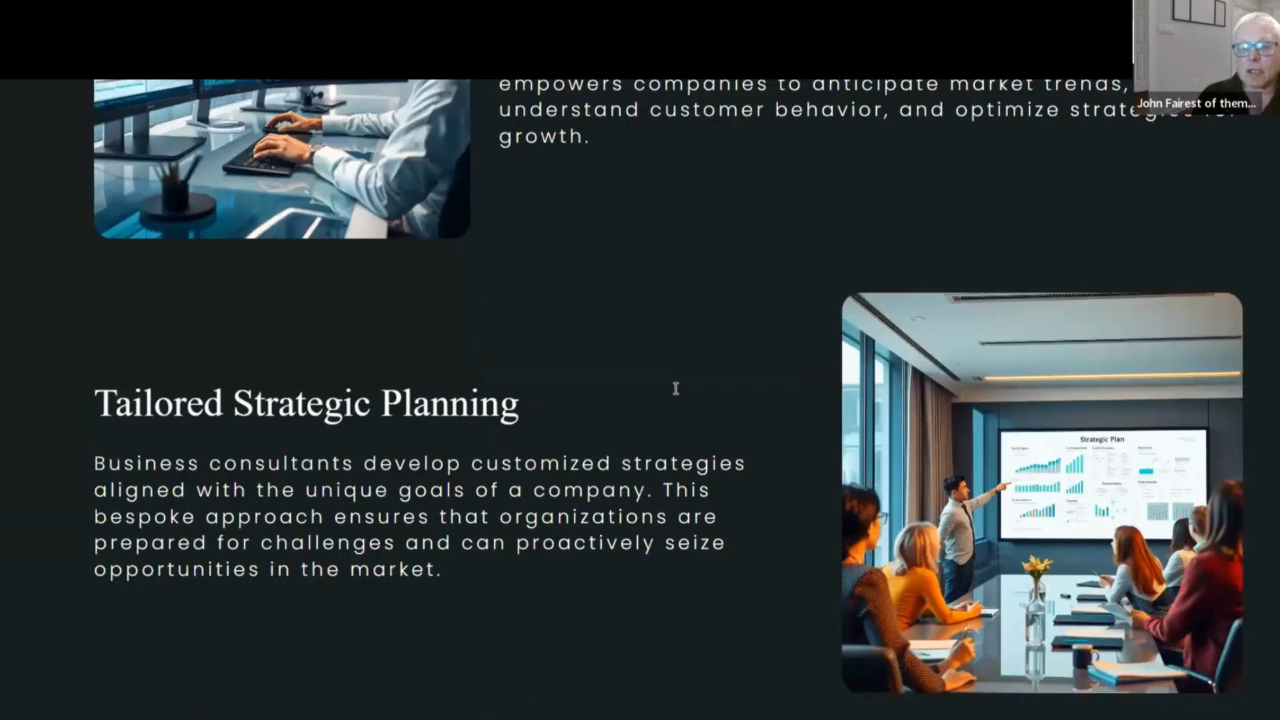 empowers companies to anticipate market trends,
John Fairest of them...
understand customer behavior, and optimize strategies for
growth.
Tailored Strategic Planning
Business consultants develop customized strategies
aligned with the unique goals of a company. This
bespoke approach ensures that organizations are
prepared for challenges and can proactively seize
opportunities in the market.
Strategic Plan